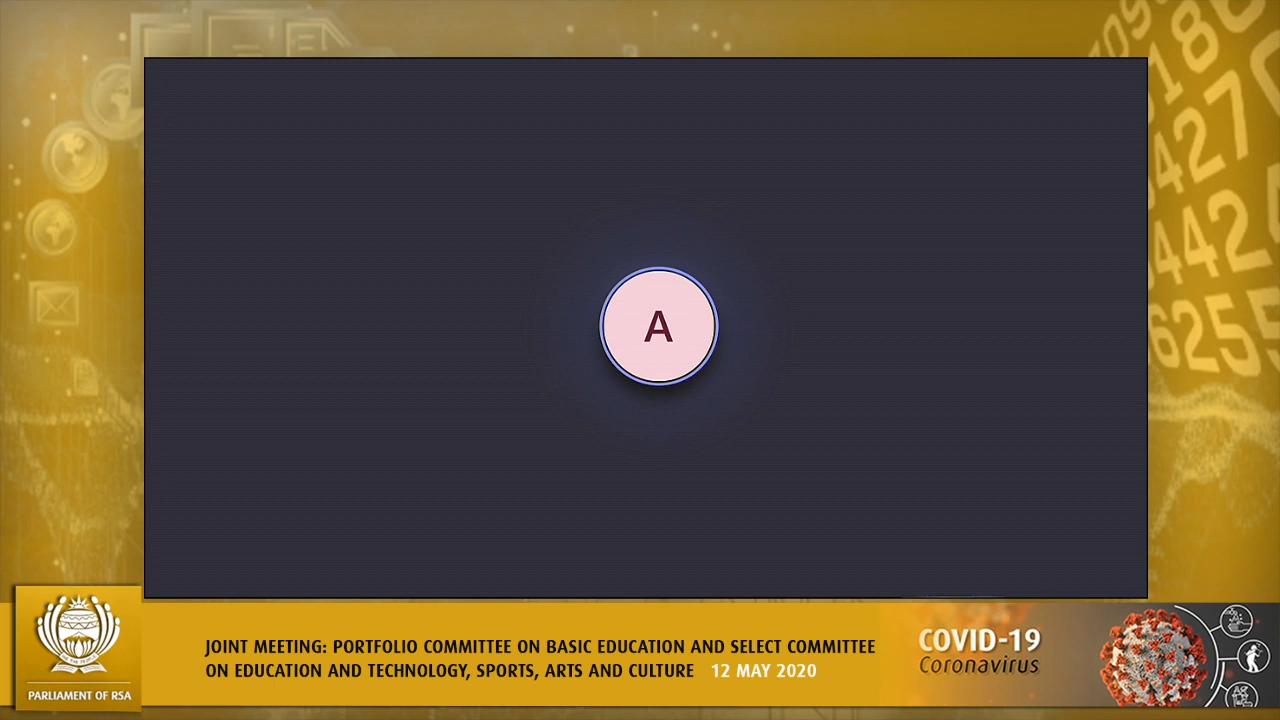 A
JOINT MEETING: PORTFOLIO COMMITTEE ON BASIC EDUCATION AND SELECT COMMITTEE
ON EDUCATION AND TECHNOLOGY, SPORTS, ARTS AND CULTURE 12 MAY 2020
COVID-19
Coronavirus
PARLIAMENT OF RSA